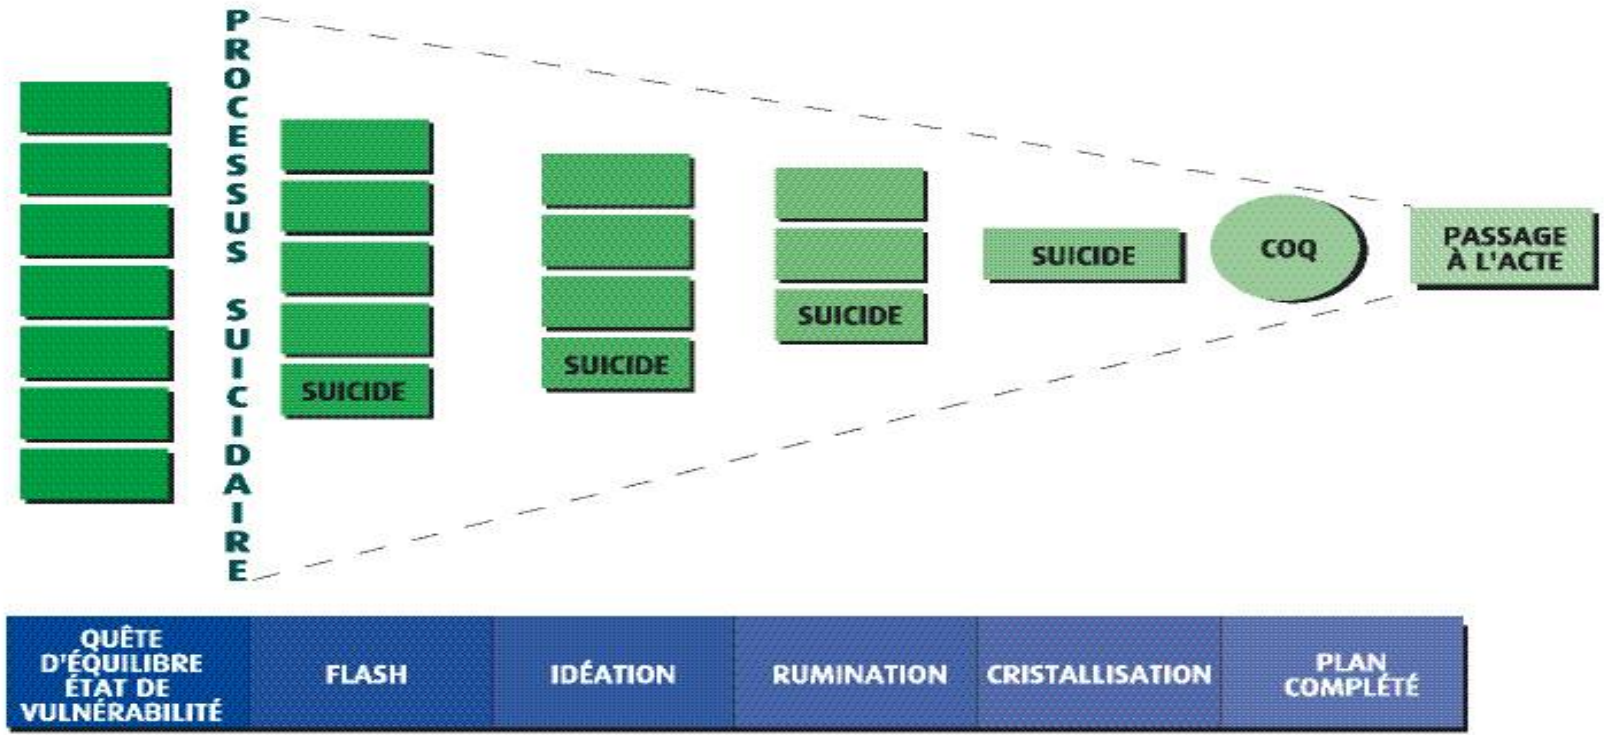 PROCESSUS SUICIDAIRE
SUICIDE
SUICIDE
SUICIDE
SUICIDE
COQ
PASSAGE
À L'ACTE
QUÊTE
D'ÉQUILIBRE
ÉTAT DE
VULNÉRABILITÉ
FLASH
IDÉATION
RUMINATION
CRISTALLISATION
PLAN
COMPLÉTÉ